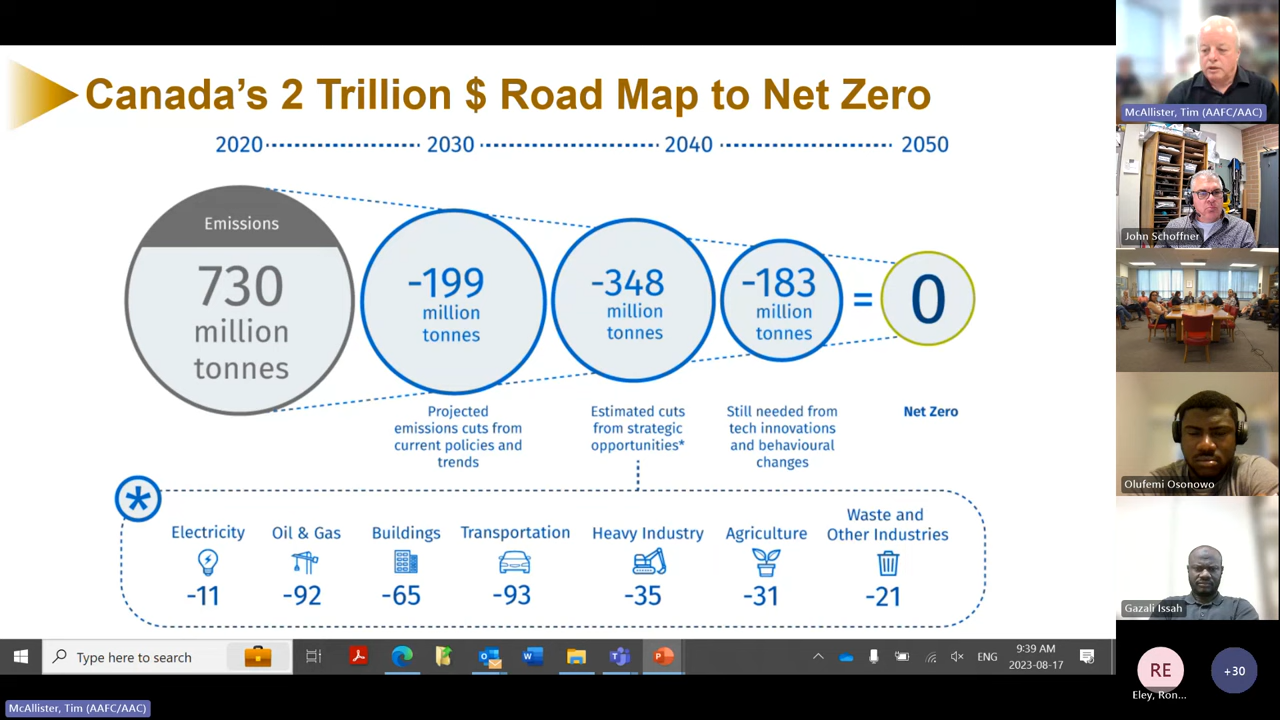 Canada's 2 Trillion $ Road Map to Net Zero
2020
2030
2040
2050
Emissions
730
million
tonnes
-199
million
tonnes
-348
million
tonnes
-183
million
tonnes
=
0
Projected
emissions cuts from
current policies and
trends
Estimated cuts
from strategic
opportunities*
Still needed from
tech innovations
and behavioural
changes
Net Zero
*
Electricity
-11
Oil & Gas
-92
Buildings
-65
Transportation
-93
Heavy Industry
-35
Agriculture
-31
Waste and
Other Industries
-21
Type here to search
ENG
9:39 AM
2023-08-17
McAllister, Tim (AAFC/AAC)
McAllister, Tim (AAFC/AAC)
John Schoffner
Olufemi Osonowo
Gazali Issah
RE
Eley, Ron...
+30